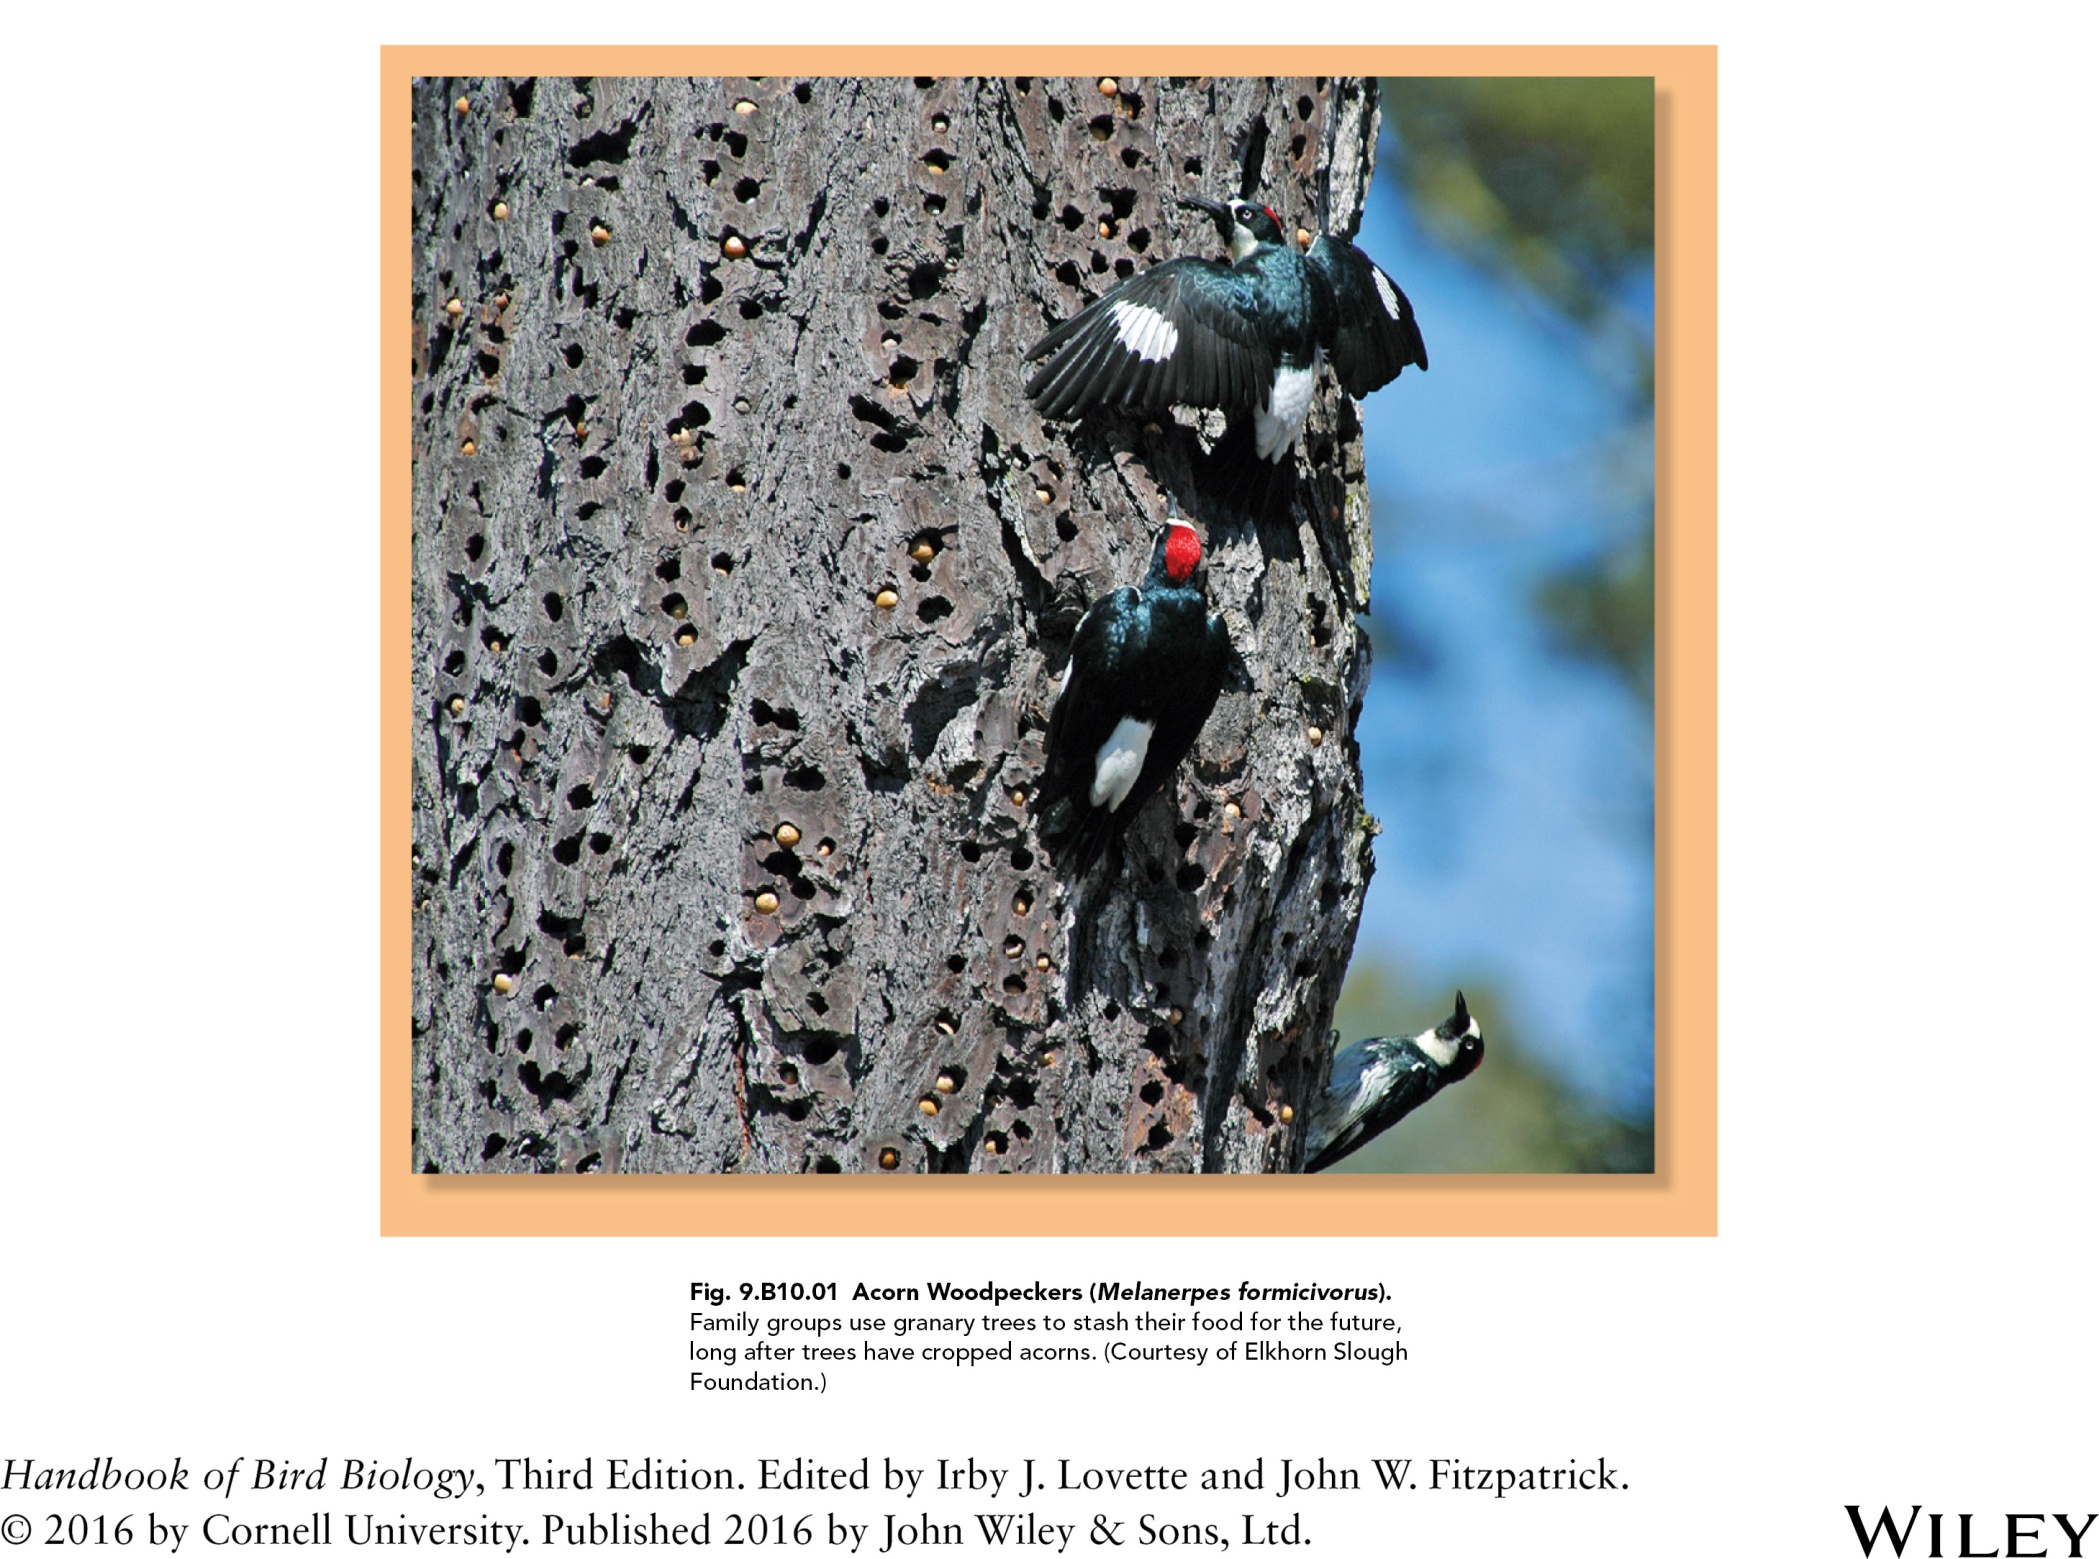 Fig. 9.B10.01 Acorn Woodpeckers (Melanerpes formicivorus).
Family groups use granary trees to stash their food for the future,
long after trees have cropped acorns. (Courtesy of Elkhorn Slough
Foundation.)
Handbook of Bird Biology, Third Edition. Edited by Irby J. Lovette and John W. Fitzpatrick.
© 2016 by Cornell University. Published 2016 by John Wiley & Sons, Ltd.
WILEY